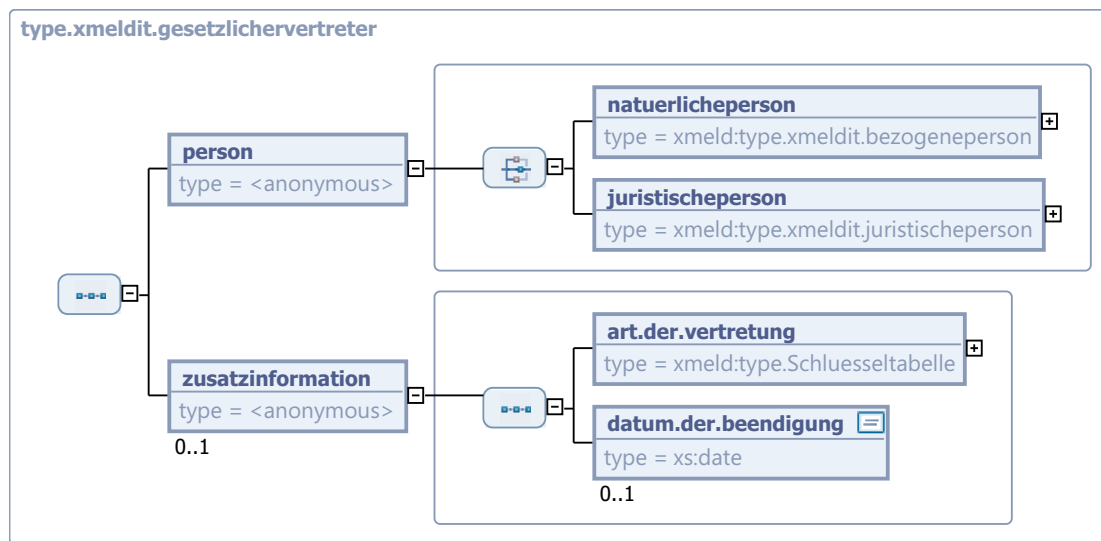 type.xmeldit.gesetzlichervertreter
natuerlicheperson
type = xmeld:type.xmeldit.bezogeneperson
person
type = <anonymous>
juristischeperson
type = xmeld:type.xmeldit.juristischeperson
art.der.vertretung
type = xmeld:type.Schluesseltabelle
zusatzinformation
type = <anonymous>
0..1
datum.der.beendigung
type = xs:date
0..1